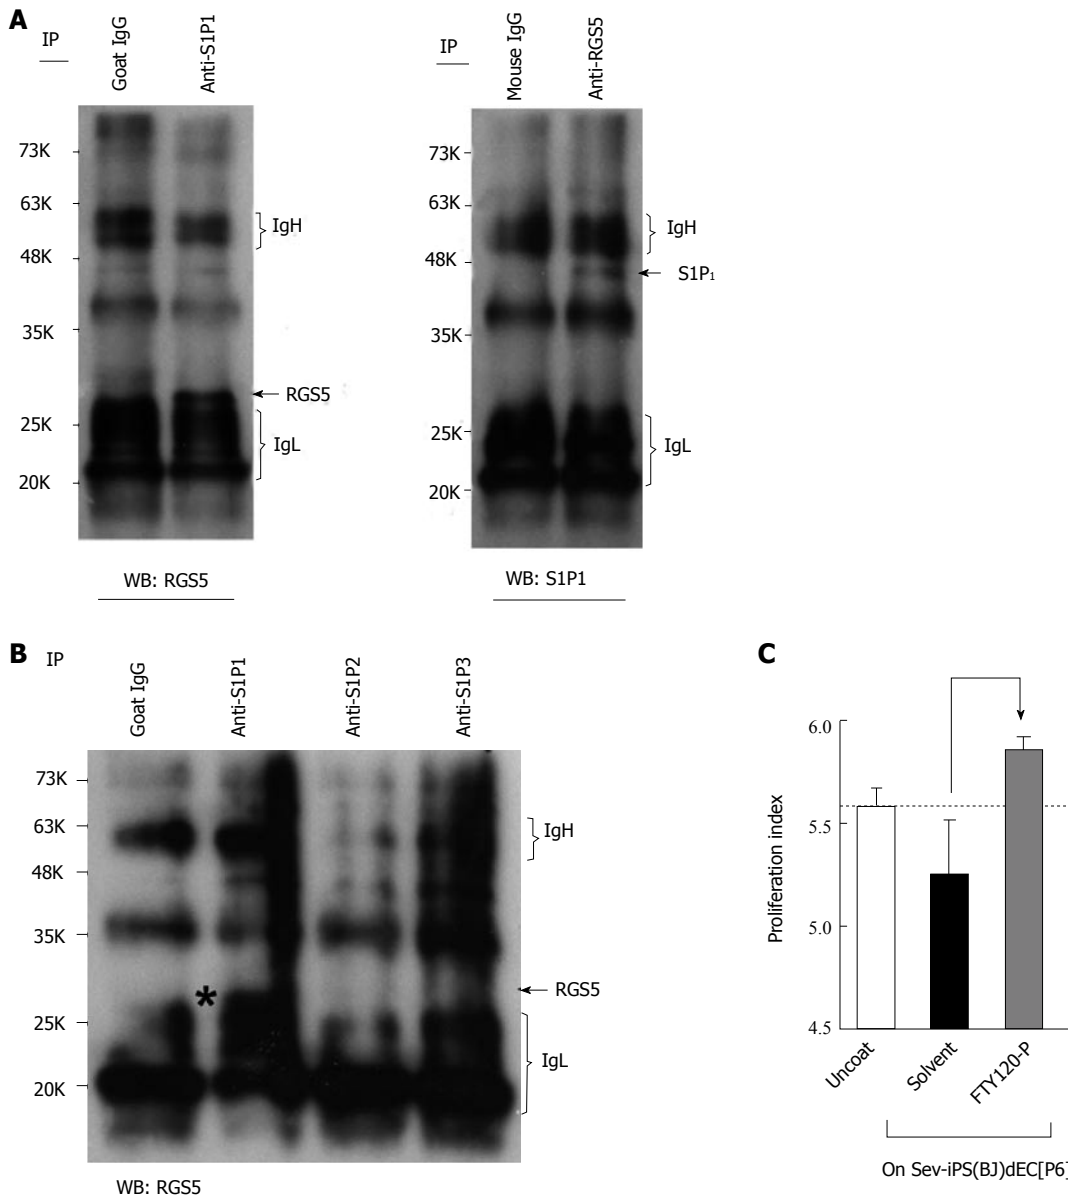 A
IP
Goat IgG
Anti-S1P1
73K
63K
48K
35K
25K
20K
IgH
RGS5
IgL
WB: RGS5
IP
Mouse IgG
Anti-RGS5
73K
63K
48K
35K
25K
20K
IgH
S1P₁
IgL
WB: S1P1
B
IP
Goat IgG
Anti-S1P1
Anti-S1P2
Anti-S1P3
73K
63K
48K
35K
25K
20K
*
IgH
RGS5
IgL
WB: RGS5
C
Proliferation index
6.0
5.5
5.0
4.5
Uncoat
Solvent
FTY120-P
On Sev-iPS(BJ)dEC[P6]